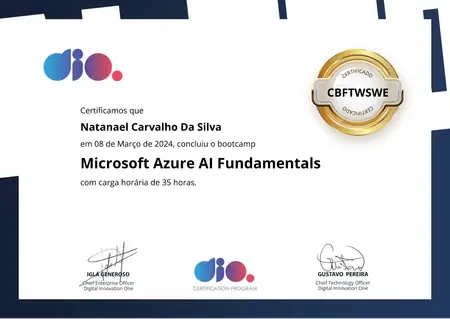 dio.
CERTIFICADO
CBFTWSWE
CERTIFICADO
Certificamos que
Natanael Carvalho Da Silva
em 08 de Março de 2024, concluiu o bootcamp
Microsoft Azure AI Fundamentals
com carga horária de 35 horas.
IGLA GENEROSO
Chief Enterprise Officer
Digital Innovation One
dio.
CERTIFICATION PROGRAM
GUSTAVO PEREIRA
Chief Technology Officer
Digital Innovation One